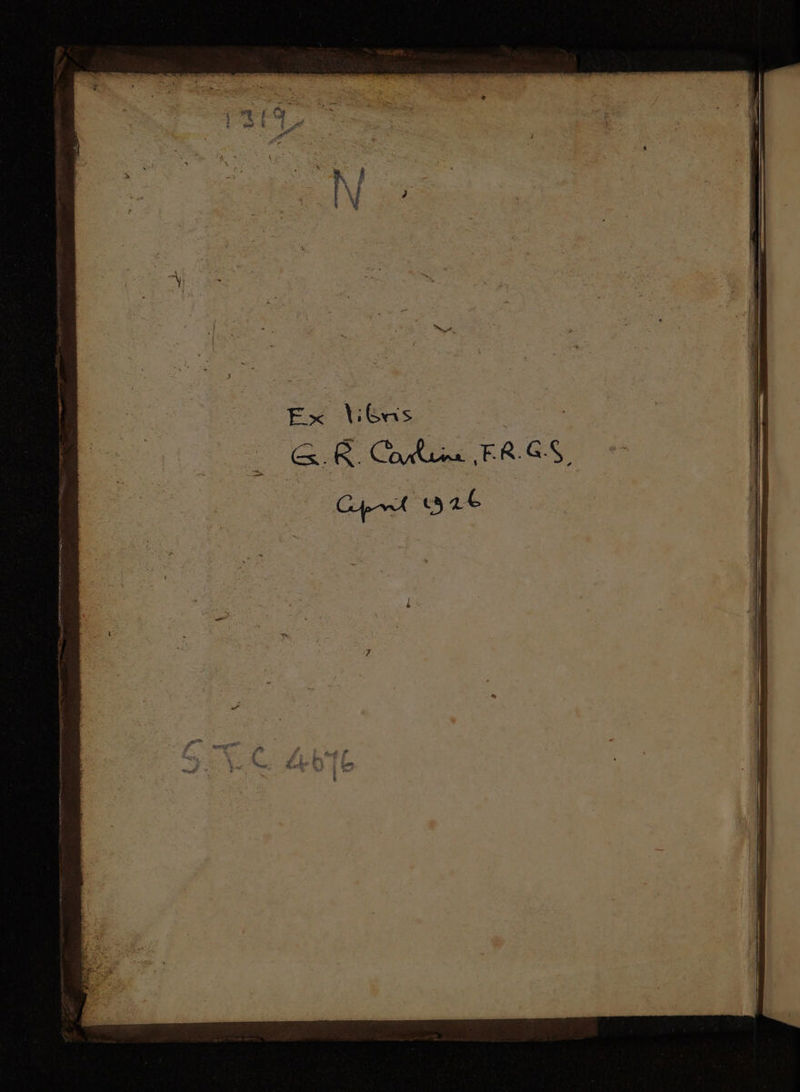 1319
N
Ex libris
G. R. Carline, F.R.G.S,
April 1926
S.T.C 4676